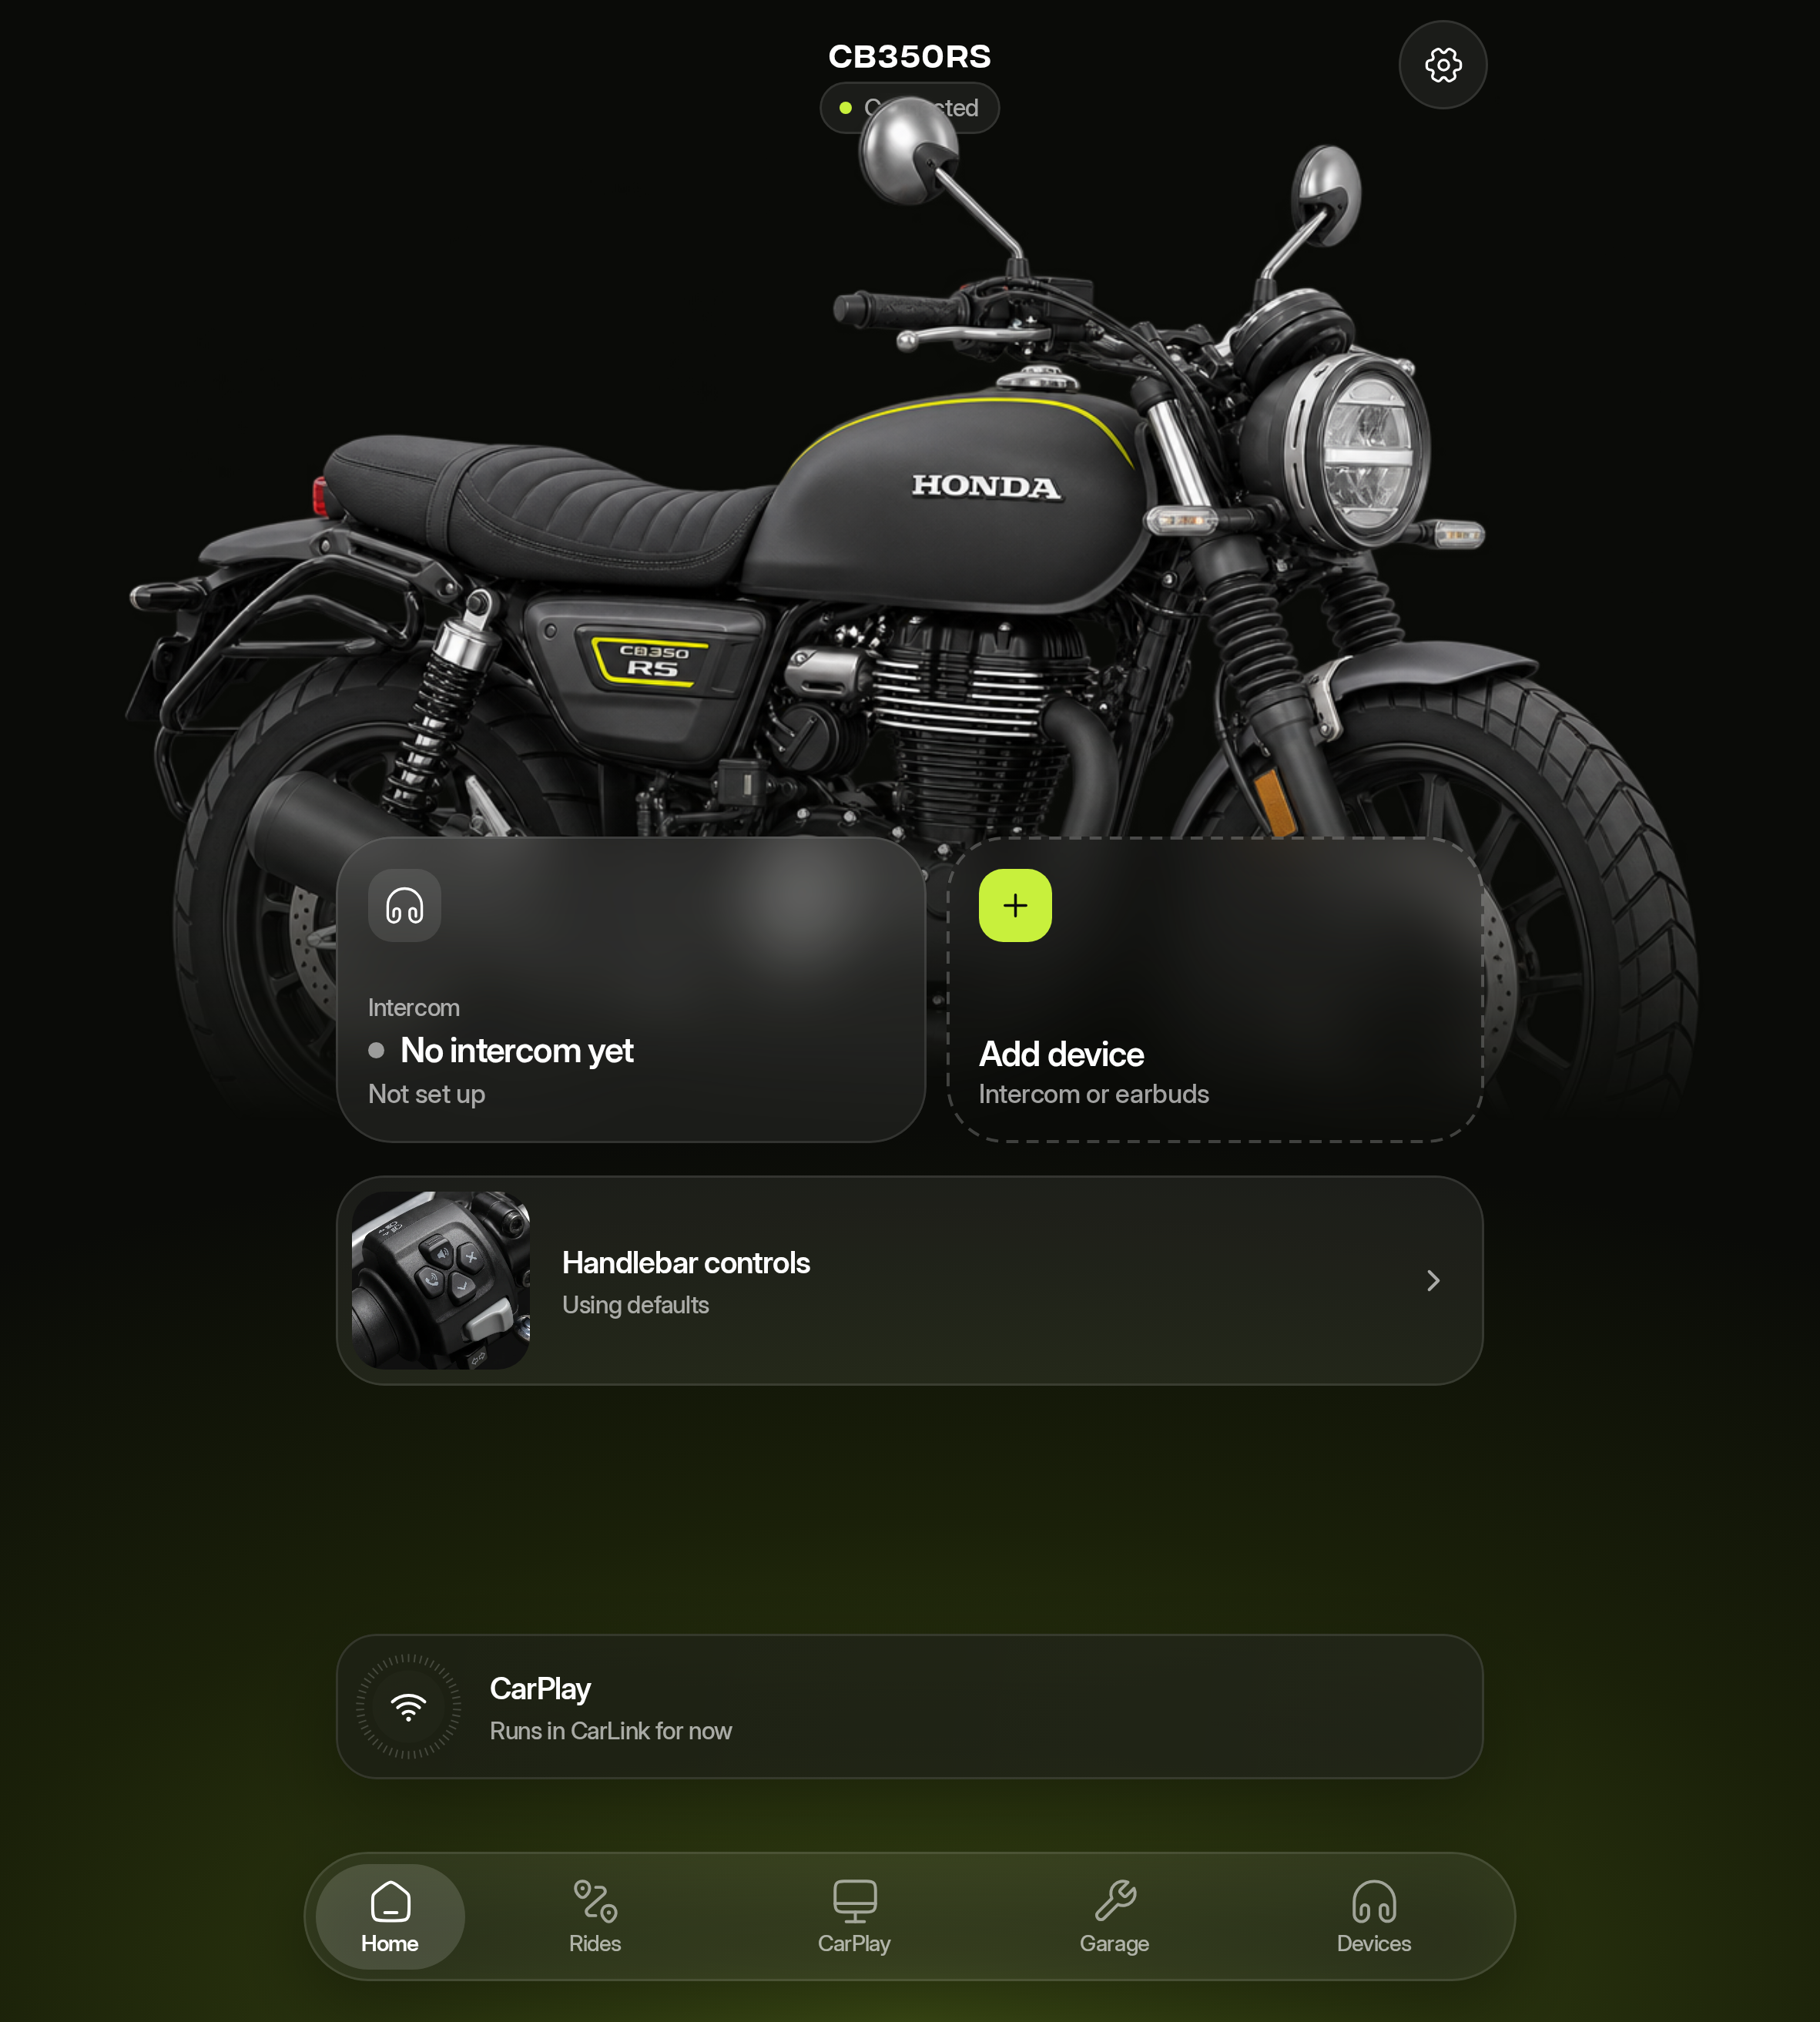 CB350RS
HONDA
CB350
RS
Intercom
No intercom yet
Not set up
Add device
Intercom or earbuds
Handlebar controls
Using defaults
CarPlay
Runs in CarLink for now
Home
Rides
CarPlay
Garage
Devices